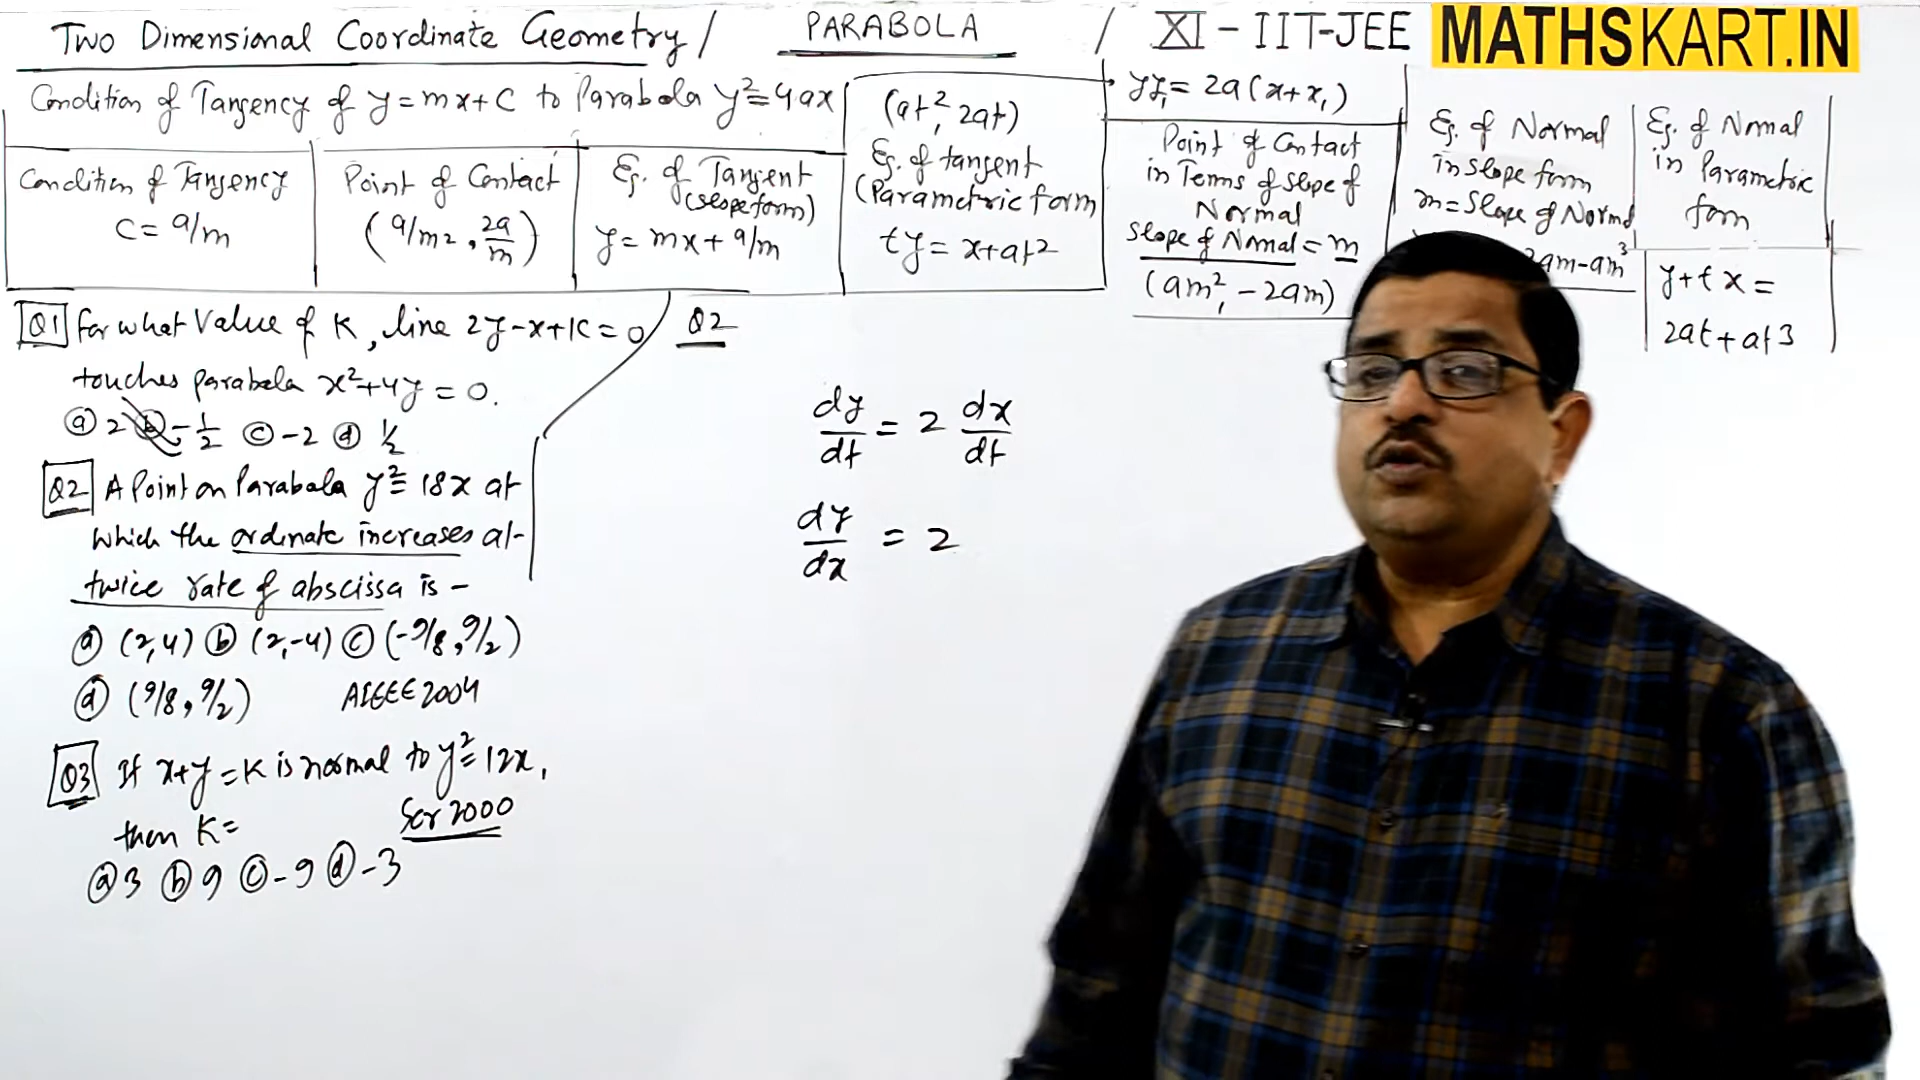 Two Dimensional Coordinate Geometry / PARABOLA / XI - IIT-JEE MATHSKART.IN
Condition of Tangency of y = mx + c to Parabola y² = 4ax
Condition of Tangency
c = a/m
Point of Contact
(a/m², 2a/m)
Eq. of Tangent
(slope form)
y = mx + a/m
(at², 2at)
Eq. of tangent
(Parametric form
ty = x + at²
yy₁ = 2a(x+x₁)
Point of Contact
in Terms of slope of
Normal
slope of Normal = m
(am², -2am)
Eq. of Normal
in slope form
m = slope of Normal
2am - am³
Eq. of Normal
in Parametric
form
y + tx =
2at + at³
Q1 for what value of K, line 2y - x + K = 0
touches parabola x² + 4y = 0.
(a) 2 (b) -1/2 (c) -2 (d) 1/2
Q2 A Point on Parabola y² = 18x at
which the ordinate increases at
twice rate of abscissa is -
(a) (2,4) (b) (2,-4) (c) (-9/8, 9/2)
(d) (9/8, 9/2) AIEEE 2004
Q3 If x+y = K is normal to y² = 12x,
then K =
Scr 2000
(a) 3 (b) 9 (c) -9 (d) -3
Q2
dy/dt = 2 dx/dt
dy/dx = 2